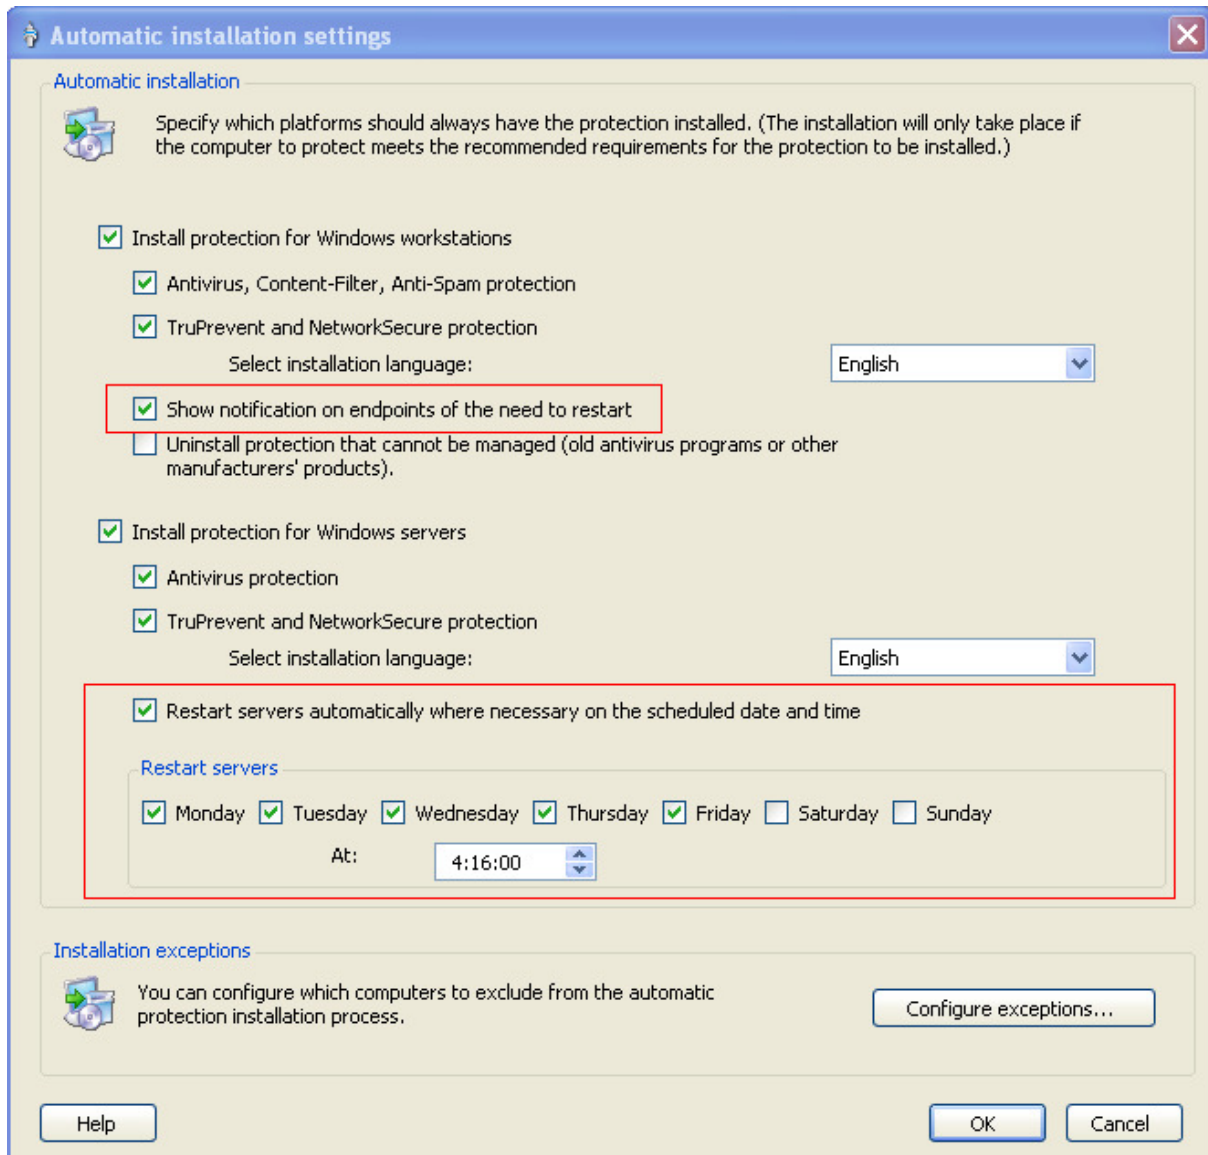 Automatic installation settings
Automatic installation
Specify which platforms should always have the protection installed. (The installation will only take place if
the computer to protect meets the recommended requirements for the protection to be installed.)
Install protection for Windows workstations
Antivirus, Content-Filter, Anti-Spam protection
TruPrevent and NetworkSecure protection
Select installation language: English
Show notification on endpoints of the need to restart
Uninstall protection that cannot be managed (old antivirus programs or other
manufacturers' products).
Install protection for Windows servers
Antivirus protection
TruPrevent and NetworkSecure protection
Select installation language: English
Restart servers automatically where necessary on the scheduled date and time
Restart servers
Monday Tuesday Wednesday Thursday Friday Saturday Sunday
At: 4:16:00
Installation exceptions
You can configure which computers to exclude from the automatic
protection installation process.
Configure exceptions...
Help OK Cancel